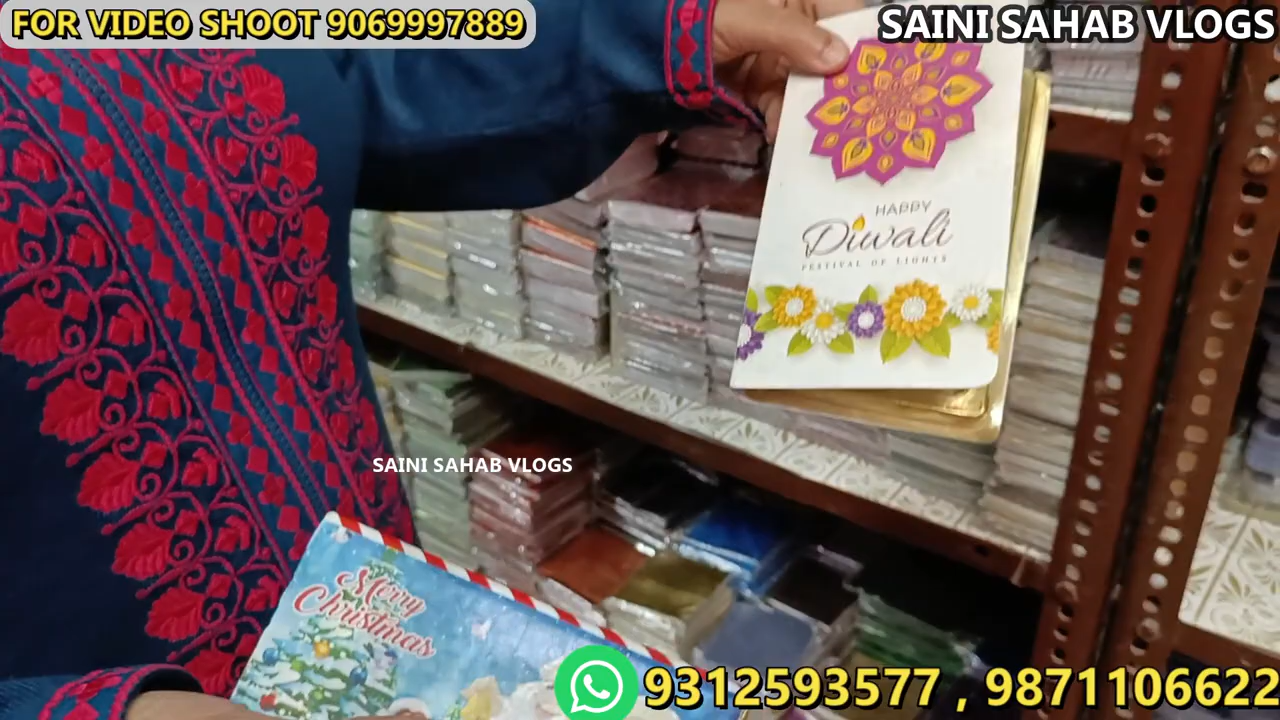 FOR VIDEO SHOOT 9069997889
SAINI SAHAB VLOGS
HAPPY
Diwali
FESTIVAL OF LIGHTS
SAINI SAHAB VLOGS
Merry
Christmas
9312593577 , 9871106622